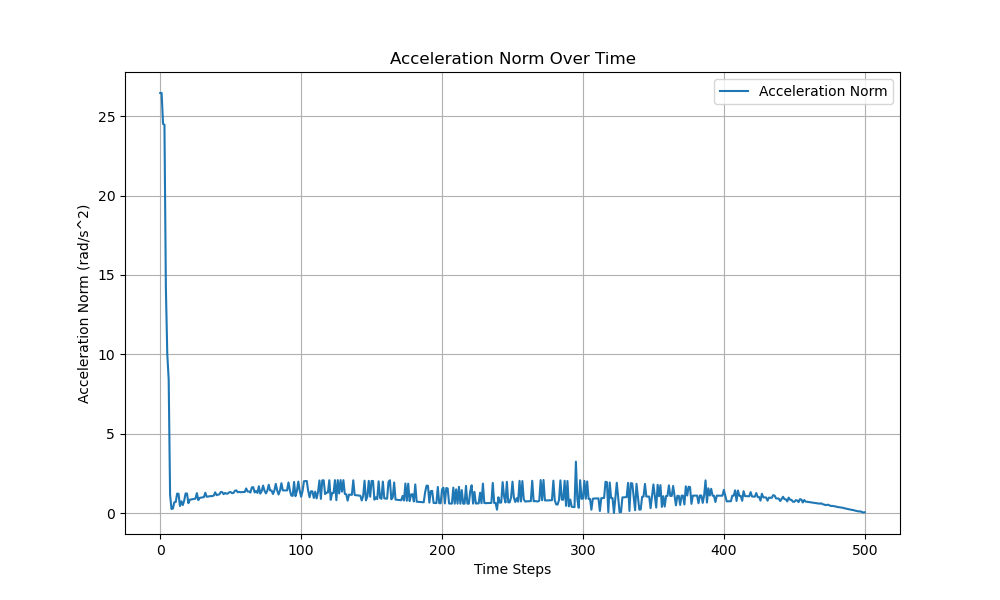 Acceleration Norm Over Time
Acceleration Norm
Acceleration Norm (rad/s^2)
25
20
15
10
5
0
0 100 200 300 400 500
Time Steps